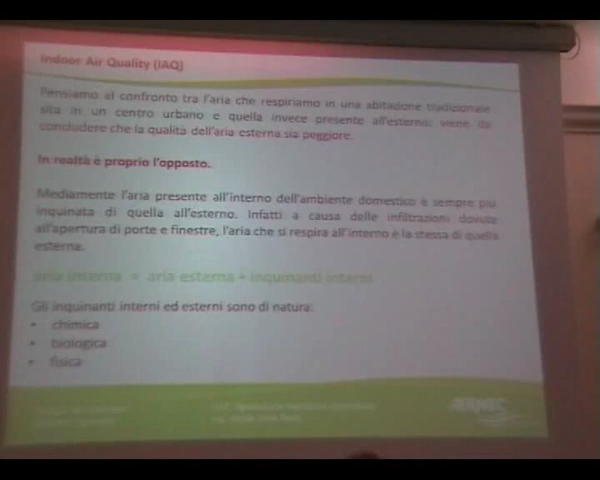 Indoor Air Quality (IAQ)
Pensiamo al confronto tra l'aria che respiriamo in una abitazione tradizionale
sita in un centro urbano e quella invece presente all'esterno: viene da
concludere che la qualità dell'aria esterna sia peggiore.
In realtà è proprio l'opposto.
Mediamente l'aria presente all'interno dell'ambiente domestico è sempre più
inquinata di quella all'esterno. Infatti a causa delle infiltrazioni dovute
all'apertura di porte e finestre, l'aria che si respira all'interno è la stessa di quella
esterna.
aria interna = aria esterna + inquinanti interni
Gli inquinanti interni ed esterni sono di natura:
• chimica
• biologica
• fisica